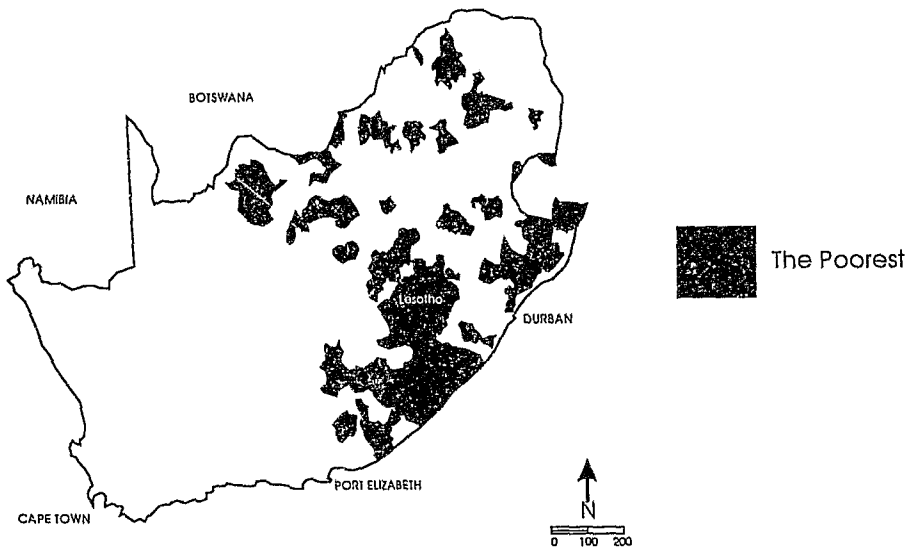 BOTSWANA
NAMIBIA
The Poorest
Lesotho
DURBAN
PORT ELIZABETH
CAPE TOWN
N
0 100 200